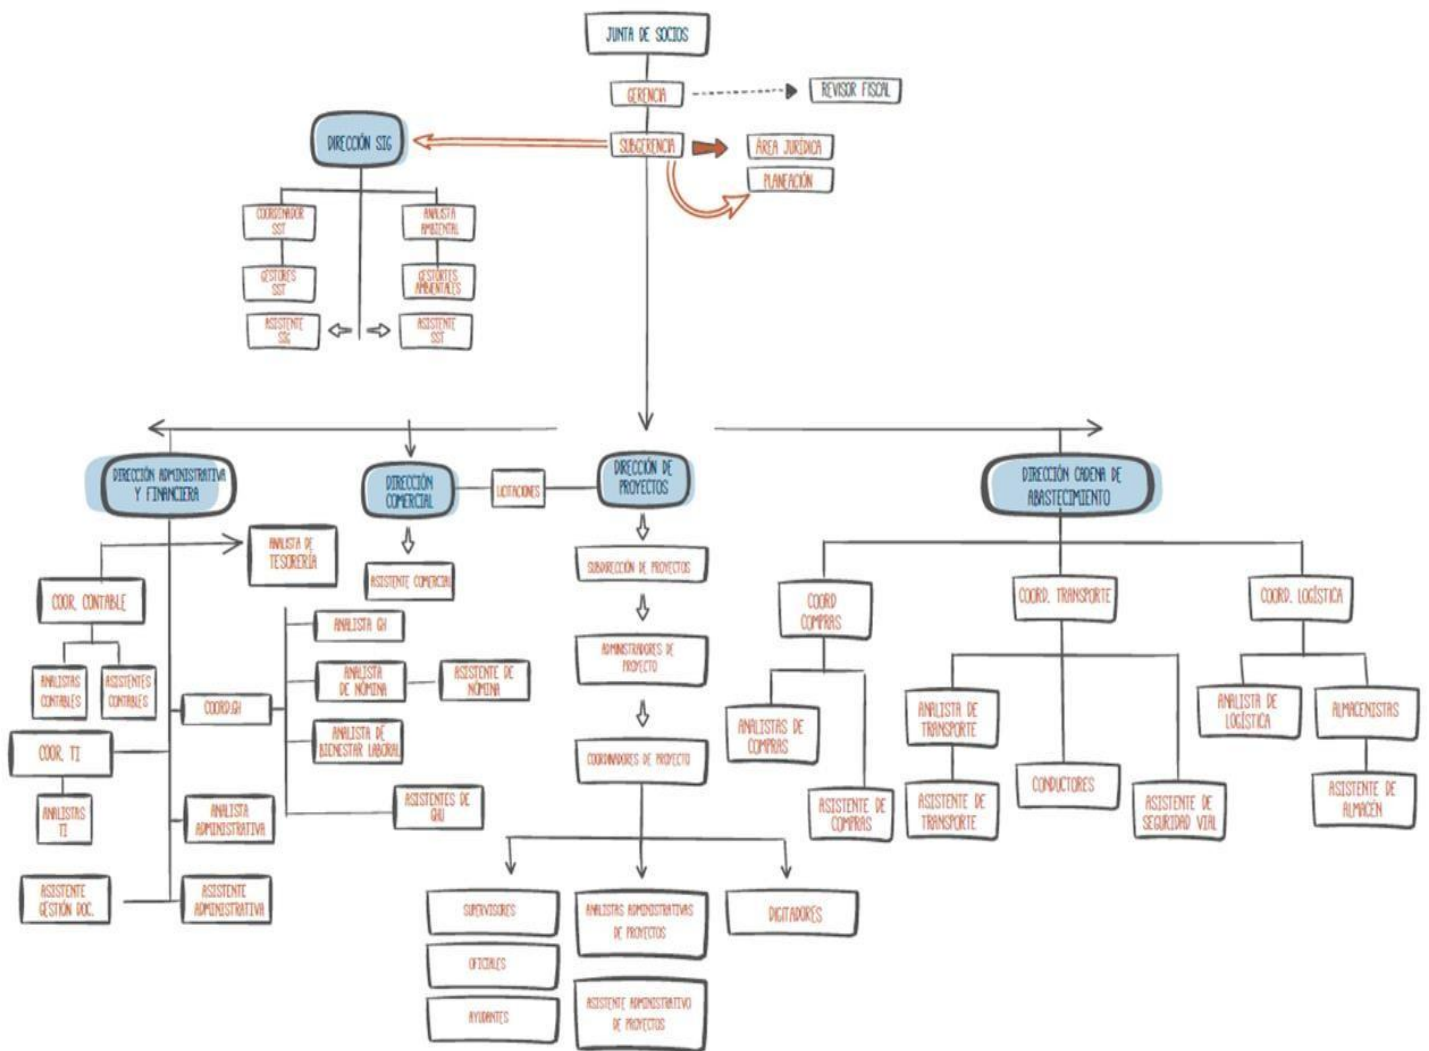 JUNTA DE SOCIOS
GERENCIA
REVISOR FISCAL
SUBGERENCIA
ÁREA JURÍDICA
PLANEACIÓN
DIRECCIÓN SIG
COORDINADOR
SST
ANALISTA
AMBIENTAL
GESTORES
SST
GESTORTES
AMBIENTALES
ASISTENTE
SIG
ASISTENTE
SST
DIRECCIÓN ADMINISTRATIVA
Y FINANCIERA
DIRECCIÓN
COMERCIAL
LICITACIONES
DIRECCIÓN DE
PROYECTOS
DIRECCIÓN CADENA DE
ABASTECIMIENTO
ANALISTA DE
TESORERÍA
COOR. CONTABLE
ANALISTAS
CONTABLES
ASISTENTES
CONTABLES
COORD.GH
COOR. TI
ANALISTAS
TI
ANALISTA
ADMINISTRATIVA
ASISTENTE
GESTIÓN DOC.
ASISTENTE
ADMINISTRATIVA
ANALISTA GH
ANALISTA
DE NÓMINA
ASISTENTE DE
NÓMINA
ANALISTA DE
BIENESTAR LABORAL
ASISTENTES DE
GHU
ASISTENTE COMERCIAL
SUBDIRECCIÓN DE PROYECTOS
ADMINISTRADORES DE
PROYECTO
COORDINADORES DE PROYECTO
SUPERVISORES
OFICIALES
AYUDANTES
ANALISTAS ADMINISTRATIVAS
DE PROYECTOS
ASISTENTE ADMINISTRATIVO
DE PROYECTOS
DIGITADORES
COORD
COMPRAS
ANALISTAS DE
COMPRAS
ASISTENTE DE
COMPRAS
COORD. TRANSPORTE
ANALISTA DE
TRANSPORTE
ASISTENTE DE
TRANSPORTE
CONDUCTORES
ASISTENTE DE
SEGURIDAD VIAL
COORD. LOGÍSTICA
ANALISTA DE
LOGÍSTICA
ALMACENISTAS
ASISTENTE DE
ALMACÉN